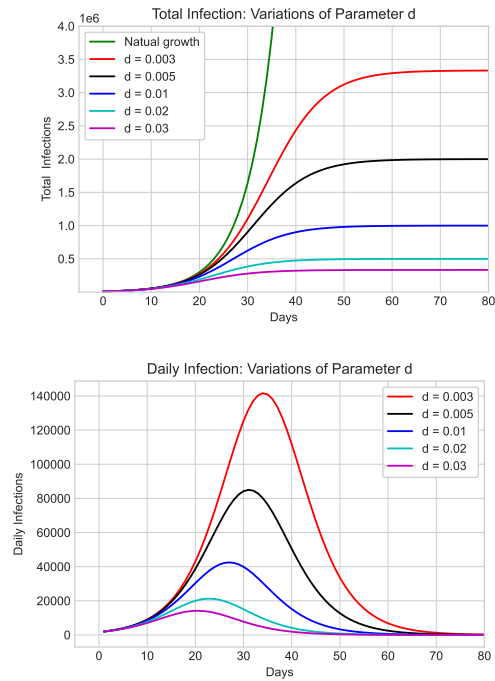 Total Infection: Variations of Parameter d
1e6
4.0
3.5
3.0
2.5
2.0
1.5
1.0
0.5
Total Infections
Natual growth
d = 0.003
d = 0.005
d = 0.01
d = 0.02
d = 0.03
0 10 20 30 40 50 60 70 80
Days
Daily Infection: Variations of Parameter d
140000
120000
100000
80000
60000
40000
20000
0
Daily Infections
d = 0.003
d = 0.005
d = 0.01
d = 0.02
d = 0.03
0 10 20 30 40 50 60 70 80
Days